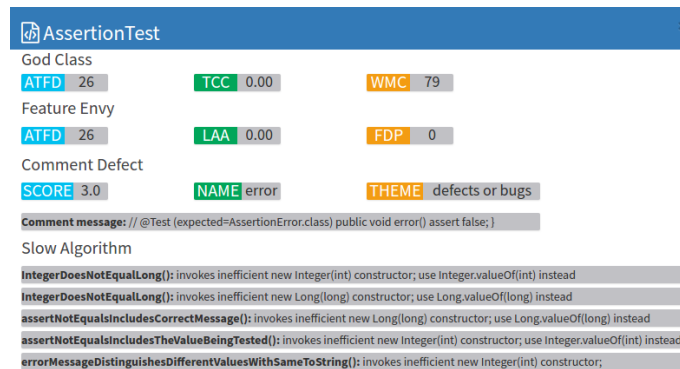 AssertionTest
God Class
ATFD 26 TCC 0.00 WMC 79
Feature Envy
ATFD 26 LAA 0.00 FDP 0
Comment Defect
SCORE 3.0 NAME error THEME defects or bugs
Comment message: // @Test (expected=AssertionError.class) public void error() assert false; }
Slow Algorithm
IntegerDoesNotEqualLong(): invokes inefficient new Integer(int) constructor; use Integer.valueOf(int) instead
IntegerDoesNotEqualLong(): invokes inefficient new Long(long) constructor; use Long.valueOf(long) instead
assertNotEqualsIncludesCorrectMessage(): invokes inefficient new Long(long) constructor; use Long.valueOf(long) instead
assertNotEqualsIncludesTheValueBeingTested(): invokes inefficient new Integer(int) constructor; use Integer.valueOf(int) instead
errorMessageDistinguishesDifferentValuesWithSameToString(): invokes inefficient new Integer(int) constructor;